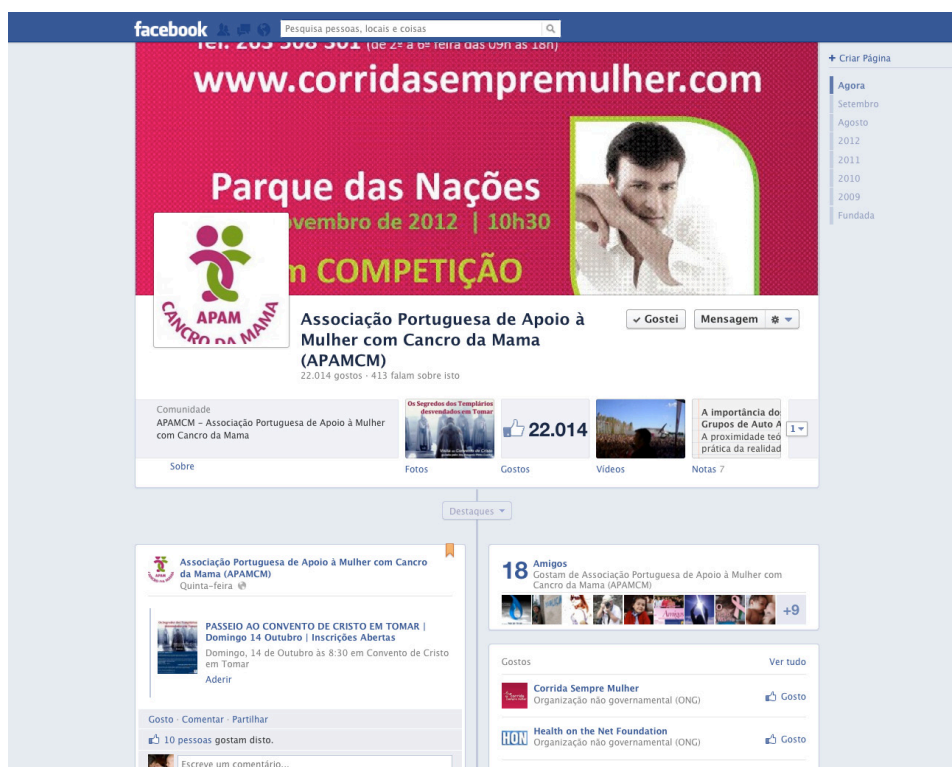 facebook
Pesquisa pessoas, locais e coisas
(de 2ª a 6ª feira das 09h às 18h)
www.corridasempremulher.com
Parque das Nações
vembro de 2012 | 10h30
COMPETIÇÃO
APAM
CANCRO DA MAMA
+ Criar Página
Agora
Setembro
Agosto
2012
2011
2010
2009
Fundada
Associação Portuguesa de Apoio à
Mulher com Cancro da Mama
(APAMCM)
22.014 gostos · 413 falam sobre isto
Gostei
Mensagem
Comunidade
APAMCM – Associação Portuguesa de Apoio à Mulher
com Cancro da Mama
Sobre
Os Segredos dos Templários
desvendados em Tomar
Fotos
22.014
Gostos
Vídeos
A importância do
Grupos de Auto A
A proximidade teó
prática da realidad
Notas 7
1
Destaques
Associação Portuguesa de Apoio à Mulher com Cancro
da Mama (APAMCM)
Quinta-feira
PASSEIO AO CONVENTO DE CRISTO EM TOMAR |
Domingo 14 Outubro | Inscrições Abertas
Domingo, 14 de Outubro às 8:30 em Convento de Cristo
em Tomar
Aderir
Gosto · Comentar · Partilhar
10 pessoas gostam disto.
Escreve um comentário...
18 Amigos
Gostam de Associação Portuguesa de Apoio à Mulher com
Cancro da Mama (APAMCM)
+9
Gostos
Ver tudo
Corrida Sempre Mulher
Organização não governamental (ONG)
Gosto
HON
Health on the Net Foundation
Organização não governamental (ONG)
Gosto